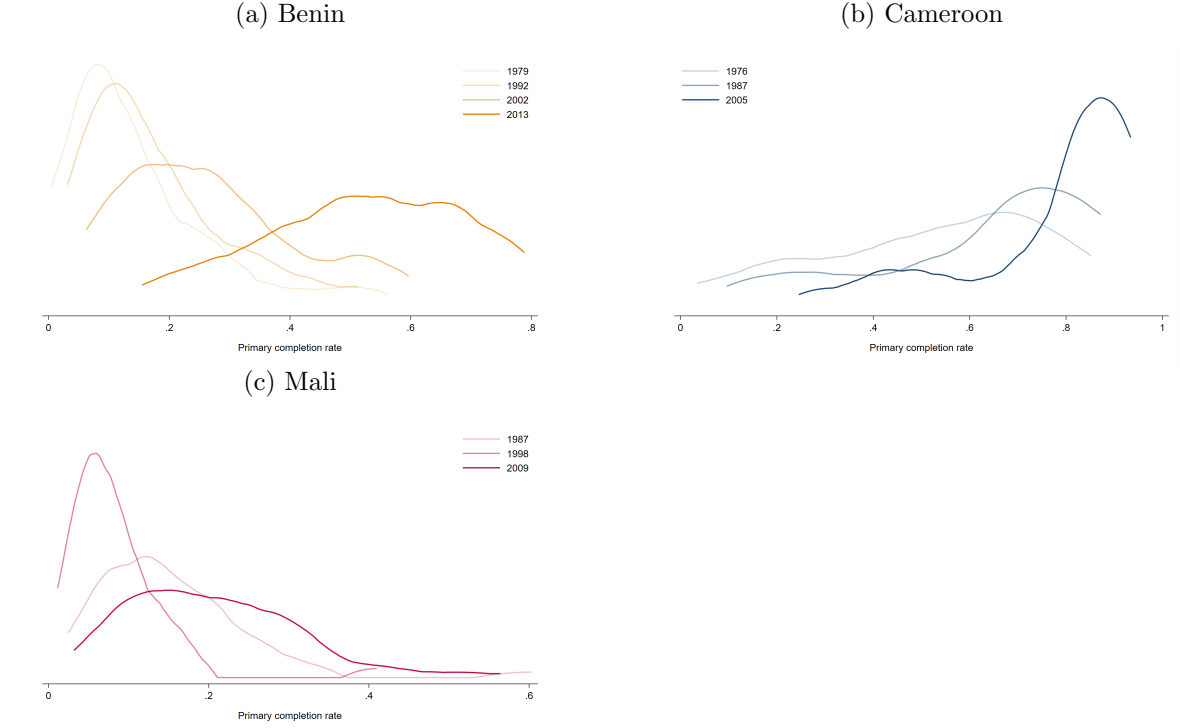 (a) Benin
1979
1992
2002
2013
0 .2 .4 .6 .8
Primary completion rate
(b) Cameroon
1976
1987
2005
0 .2 .4 .6 .8 1
Primary completion rate
(c) Mali
1987
1998
2009
0 .2 .4 .6
Primary completion rate